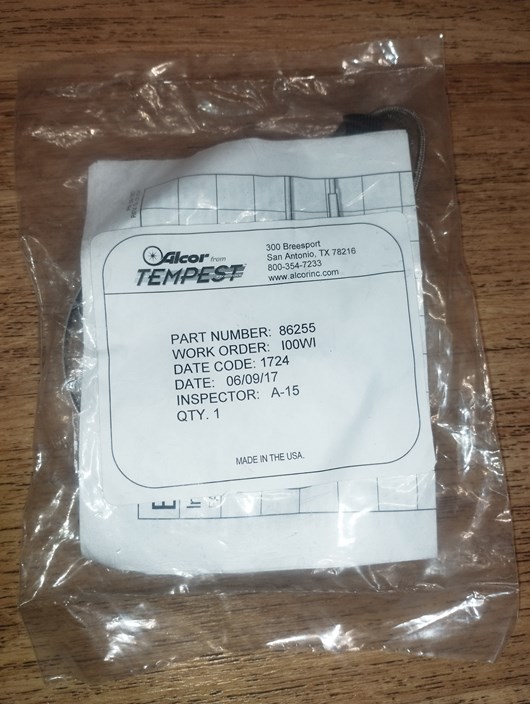 Alcor from
TEMPEST
300 Breesport
San Antonio, TX 78216
800-354-7233
www.alcorinc.com
PART NUMBER: 86255
WORK ORDER: I00WI
DATE CODE: 1724
DATE: 06/09/17
INSPECTOR: A-15
QTY. 1
MADE IN THE USA.